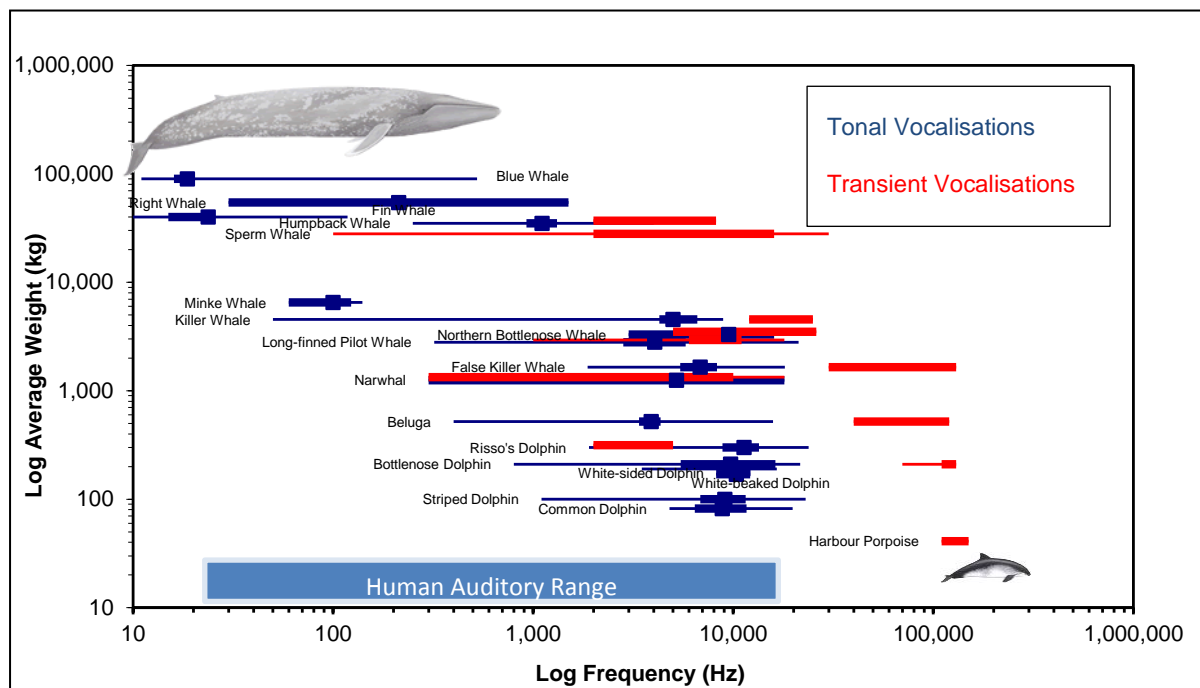 1,000,000
100,000
10,000
1,000
100
10
Log Average Weight (kg)
Tonal Vocalisations
Transient Vocalisations
Blue Whale
Right Whale
Fin Whale
Humpback Whale
Sperm Whale
Minke Whale
Killer Whale
Northern Bottlenose Whale
Long-finned Pilot Whale
False Killer Whale
Narwhal
Beluga
Risso's Dolphin
Bottlenose Dolphin
White-sided Dolphin
White-beaked Dolphin
Striped Dolphin
Common Dolphin
Harbour Porpoise
Human Auditory Range
10 100 1,000 10,000 100,000 1,000,000
Log Frequency (Hz)